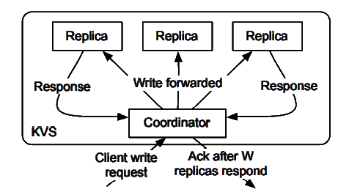 Replica
Replica
Replica
Response
Write forwarded
Response
Coordinator
KVS
Client write
request
Ack after W
replicas respond